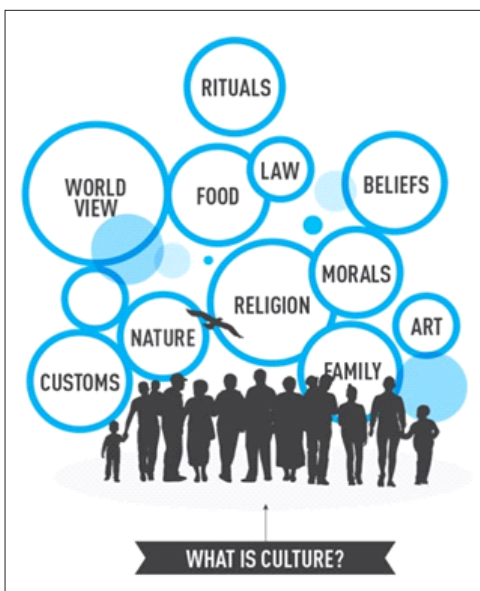 RITUALS
LAW
WORLD
VIEW
FOOD
BELIEFS
MORALS
RELIGION
NATURE
ART
CUSTOMS
FAMILY
WHAT IS CULTURE?